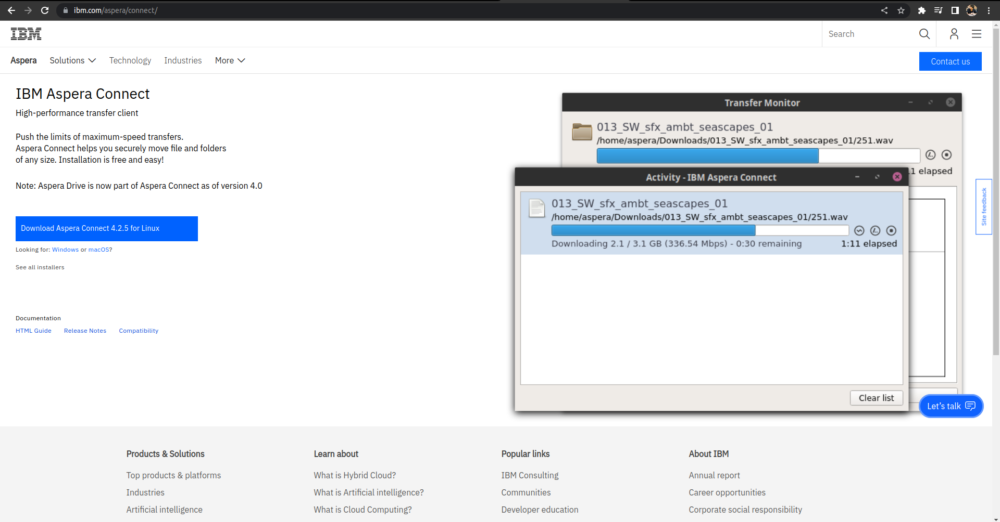 ibm.com/aspera/connect/
IBM
Search
Aspera Solutions Technology Industries More
Contact us
IBM Aspera Connect
High-performance transfer client
Push the limits of maximum-speed transfers.
Aspera Connect helps you securely move file and folders
of any size. Installation is free and easy!
Note: Aspera Drive is now part of Aspera Connect as of version 4.0
Download Aspera Connect 4.2.5 for Linux
Looking for: Windows or macOS?
See all installers
Documentation
HTML Guide Release Notes Compatibility
Transfer Monitor
013_SW_sfx_ambt_seascapes_01
/home/aspera/Downloads/013_SW_sfx_ambt_seascapes_01/251.wav
elapsed
Activity - IBM Aspera Connect
013_SW_sfx_ambt_seascapes_01
/home/aspera/Downloads/013_SW_sfx_ambt_seascapes_01/251.wav
Downloading 2.1 / 3.1 GB (336.54 Mbps) - 0:30 remaining 1:11 elapsed
Clear list
Site feedback
Let's talk
Products & Solutions
Top products & platforms
Industries
Artificial intelligence
Learn about
What is Hybrid Cloud?
What is Artificial intelligence?
What is Cloud Computing?
Popular links
IBM Consulting
Communities
Developer education
About IBM
Annual report
Career opportunities
Corporate social responsibility